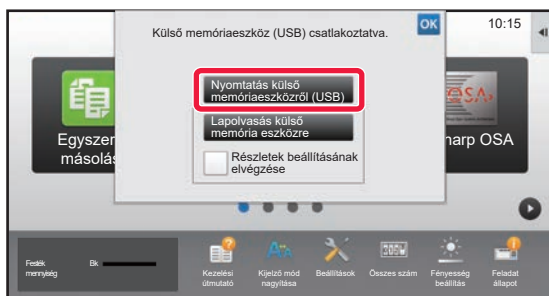 Külső memóriaeszköz (USB) csatlakoztatva.
OK
10:15
Nyomtatás külső
memóriaeszközről (USB)
Lapolvasás külső
memória eszközre
Részletek beállításának
elvégzése
Egyszer
másolás
harp OSA
Festék
mennyiség
Bk
Kezelési
útmutató
Kijelző mód
nagyítása
Beállítások
Összes szám
Fényesség
beállítás
Feladat
állapot